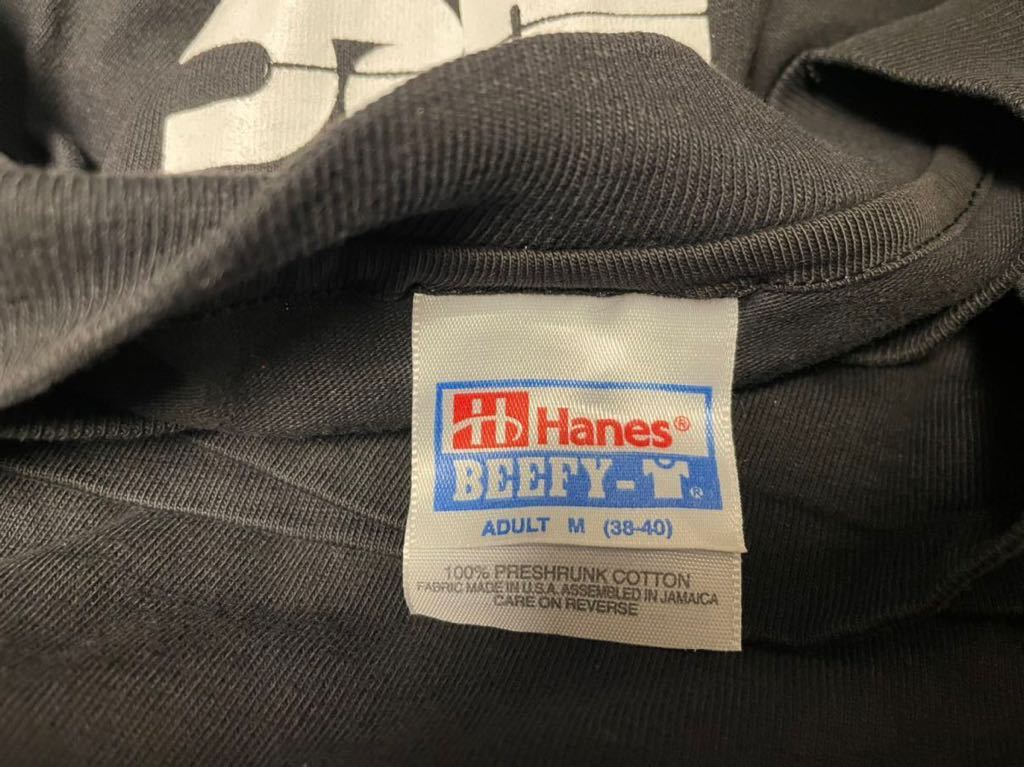 Hanes®
BEEFY-T®
ADULT M (38-40)
100% PRESHRUNK COTTON
FABRIC MADE IN U.S.A. ASSEMBLED IN JAMAICA
CARE ON REVERSE